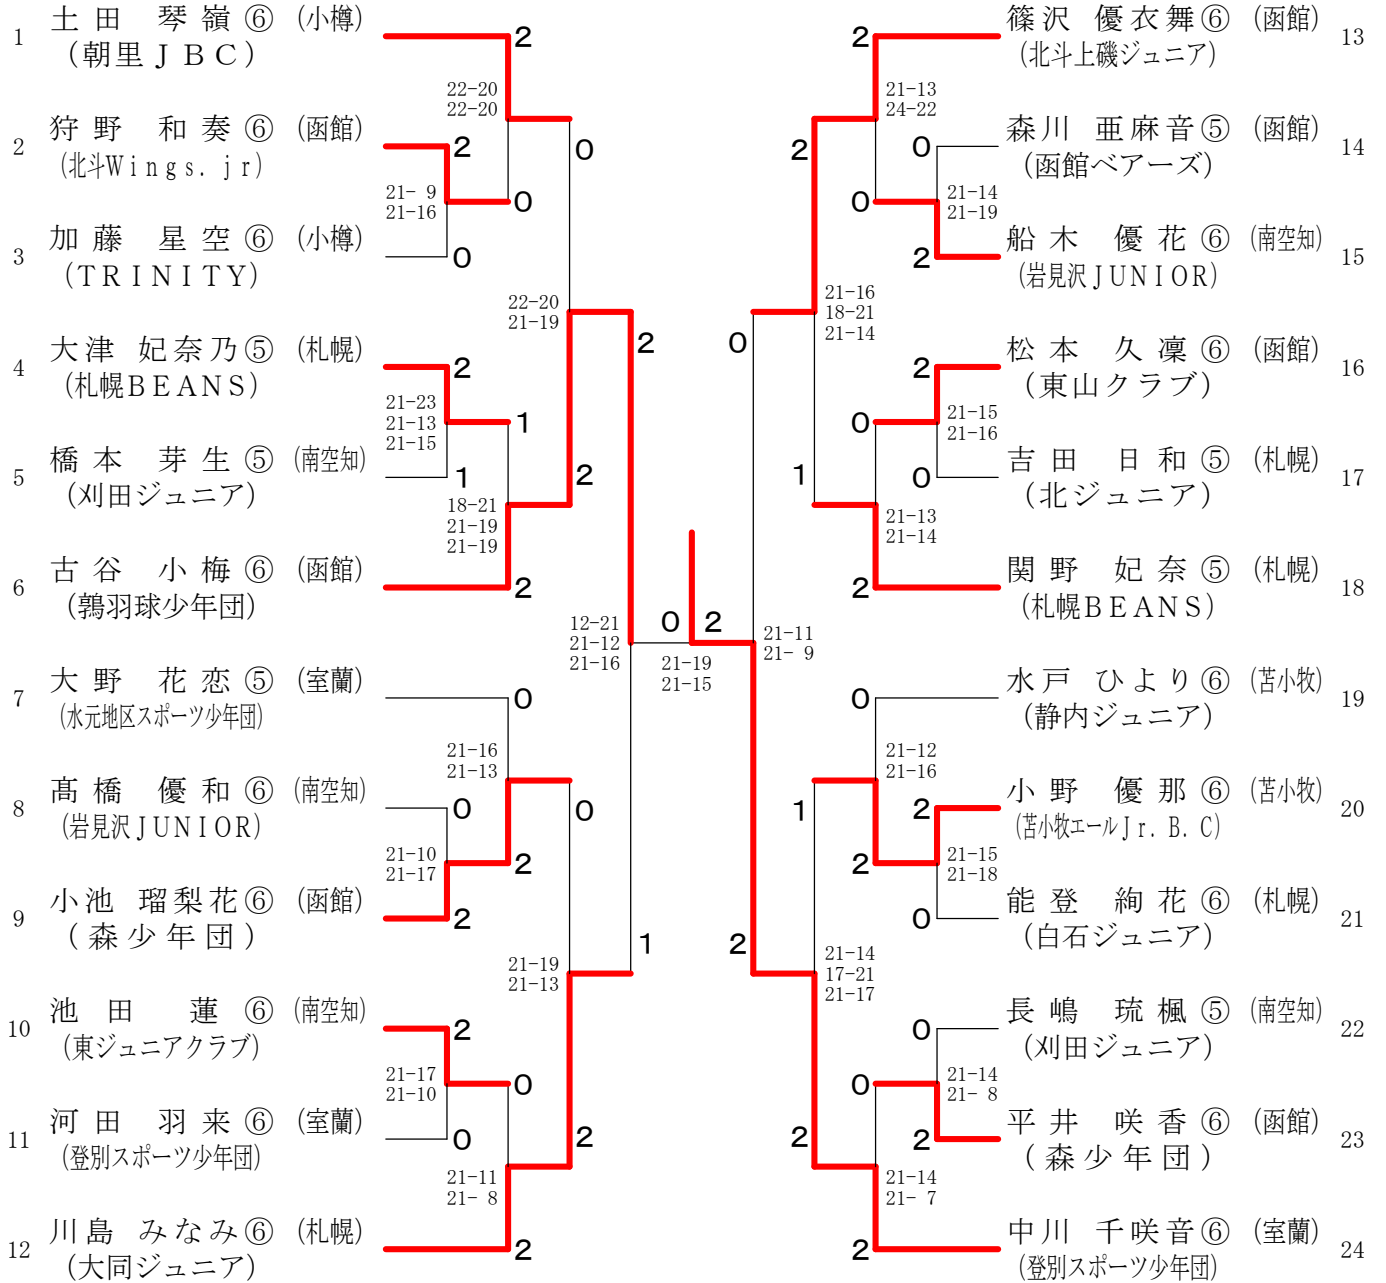 1 土田 琴嶺⑥ (小樽)
(朝里ＪＢＣ)
2 狩野 和奏⑥ (函館)
(北斗Wings.jr)
3 加藤 星空⑥ (小樽)
(TRINITY)
4 大津 妃奈乃⑤ (札幌)
(札幌BEANS)
5 橋本 芽生⑤ (南空知)
(刈田ジュニア)
6 古谷 小梅⑥ (函館)
(鶉羽球少年団)
7 大野 花恋⑤ (室蘭)
(水元地区スポーツ少年団)
8 髙橋 優和⑥ (南空知)
(岩見沢JUNIOR)
9 小池 瑠梨花⑥ (函館)
(森少年団)
10 池田 蓮⑥ (南空知)
(東ジュニアクラブ)
11 河田 羽来⑥ (室蘭)
(登別スポーツ少年団)
12 川島 みなみ⑥ (札幌)
(大同ジュニア)
2
22-20
22-20
2
0
21- 9
21-16
0
0
22-20
21-19
2
2
21-23
21-13
21-15
1
1
2
18-21
21-19
21-19
2
12-21
21-12
21-16
0
21-16
21-13
0
0
21-10
21-17
2
2
1
21-19
21-13
2
21-17
21-10
0
0
2
21-11
21- 8
2
0 2
21-19
21-15
篠沢 優衣舞⑥ (函館) 13
(北斗上磯ジュニア)
森川 亜麻音⑤ (函館) 14
(函館ベアーズ)
船木 優花⑥ (南空知) 15
(岩見沢JUNIOR)
松本 久凜⑥ (函館) 16
(東山クラブ)
吉田 日和⑤ (札幌) 17
(北ジュニア)
関野 妃奈⑤ (札幌) 18
(札幌BEANS)
水戸 ひより⑥ (苫小牧) 19
(静内ジュニア)
小野 優那⑥ (苫小牧) 20
(苫小牧エールJr.B.C)
能登 絢花⑥ (札幌) 21
(白石ジュニア)
長嶋 琉楓⑤ (南空知) 22
(刈田ジュニア)
平井 咲香⑥ (函館) 23
(森少年団)
中川 千咲音⑥ (室蘭) 24
(登別スポーツ少年団)
2
21-13
24-22
2
0
0
21-14
21-19
2
21-16
18-21
21-14
0
2
0
21-15
21-16
1
0
21-13
21-14
2
21-11
21- 9
0
21-12
21-16
1
2
2
21-15
21-18
0
2
21-14
17-21
21-17
0
0
21-14
21- 8
2
2
21-14
21- 7
2